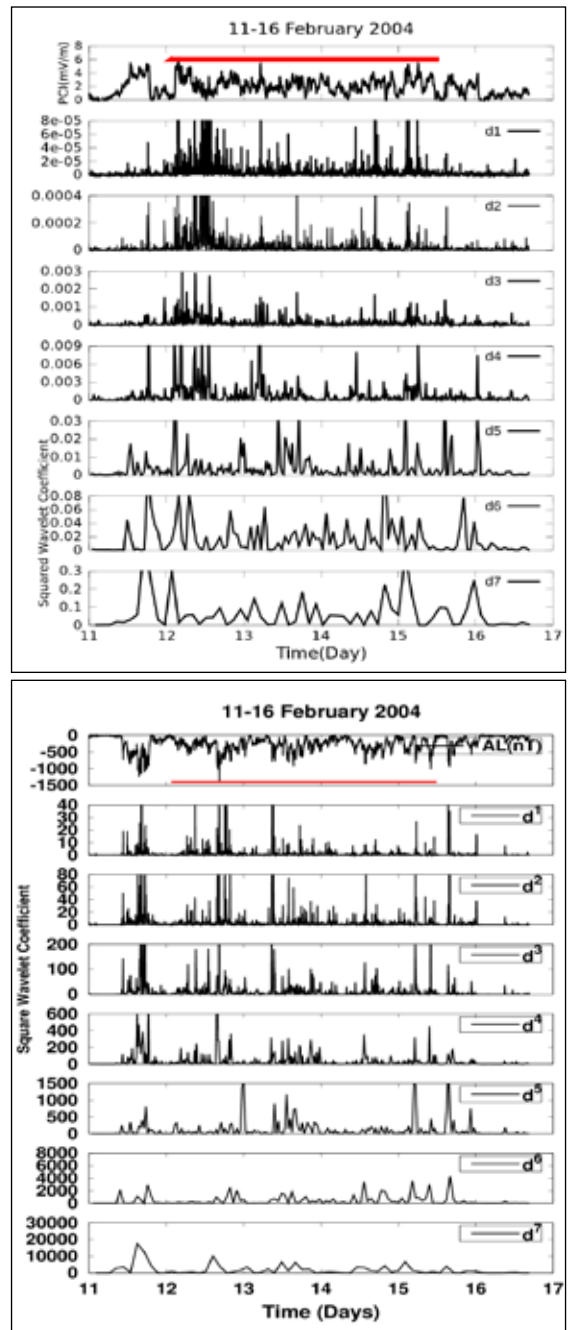 11-16 February 2004
PCI(mV/m)
8
6
4
2
0
8e-05
6e-05
4e-05
2e-05
0
d1
0.0004
0.0002
0
d2
0.003
0.002
0.001
0
d3
0.009
0.006
0.003
0
d4
0.03
0.02
0.01
0
d5
0.08
0.06
0.04
0.02
0
d6
0.3
0.2
0.1
0
d7
Squared Wavelet Coefficient
11 12 13 14 15 16 17
Time(Day)
11-16 February 2004
0
-500
-1000
-1500
AL(nT)
40
30
20
10
0
d¹
80
60
40
20
0
d²
200
100
0
d³
600
400
200
0
d⁴
1500
1000
500
0
d⁵
8000
6000
4000
2000
0
d⁶
30000
20000
10000
0
d⁷
Square Wavelet Coefficient
11 12 13 14 15 16 17
Time (Days)